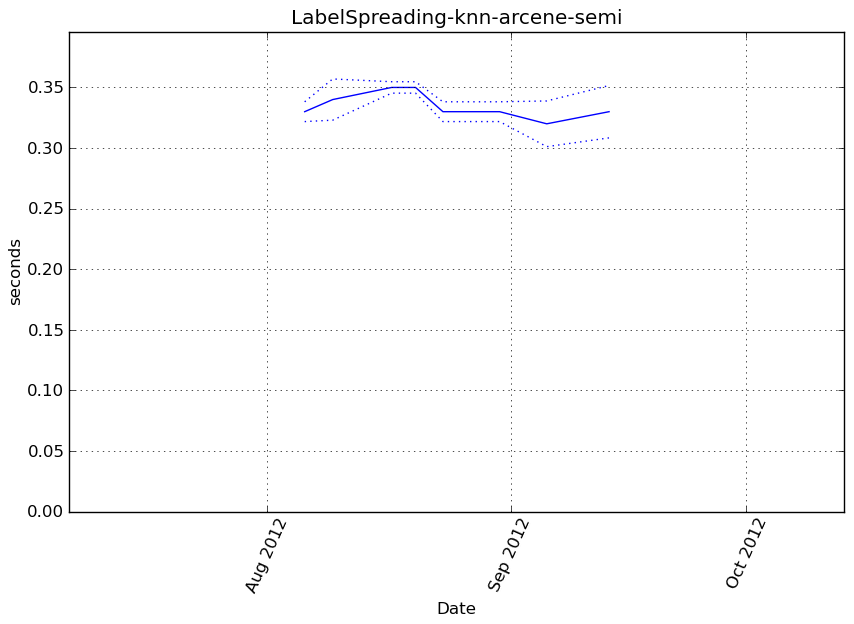 LabelSpreading-knn-arcene-semi
0.35
0.30
0.25
0.20
0.15
0.10
0.05
0.00
seconds
Aug 2012
Sep 2012
Oct 2012
Date